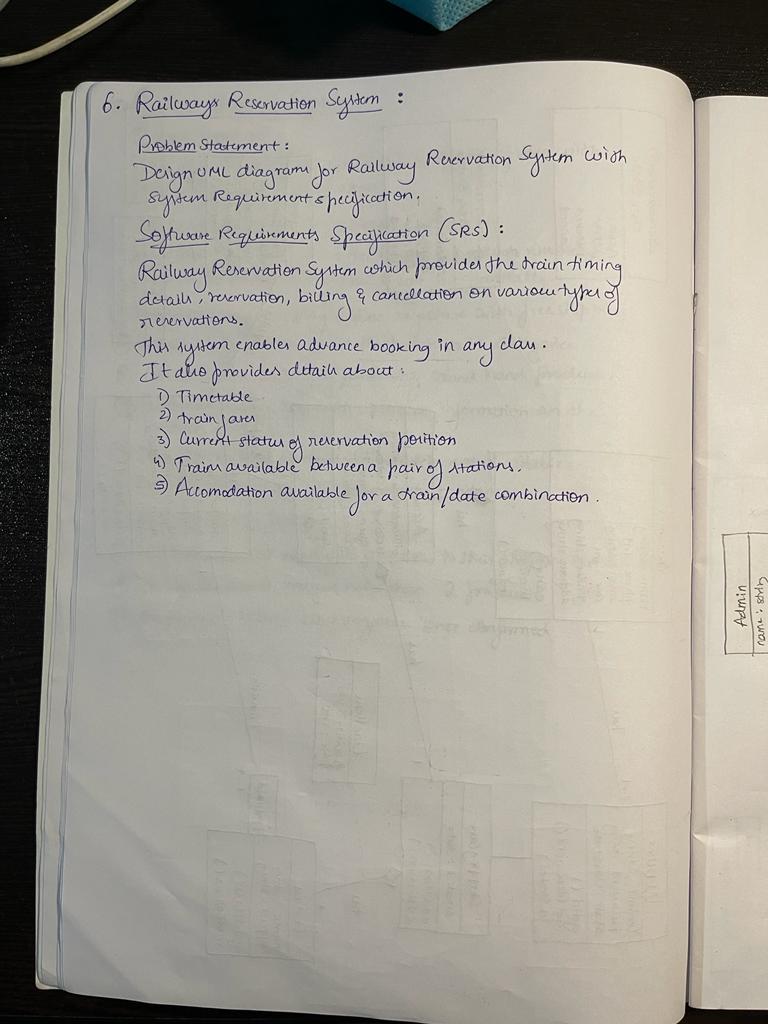 6. Railways Reservation System :
Problem Statement :
Design UML diagrams for Railway Reservation System with
System Requirement specification.
Software Requirements Specification (SRS) :
Railway Reservation System which provides the train timing
details, reservation, billing & cancellation on various types of
reservations.
This system enables advance booking in any class.
It also provides details about :
1) Timetable
2) train fares
3) Current status of reservation position
4) Trains available between a pair of stations.
5) Accomodation available for a train/date combination.
Admin
name : string